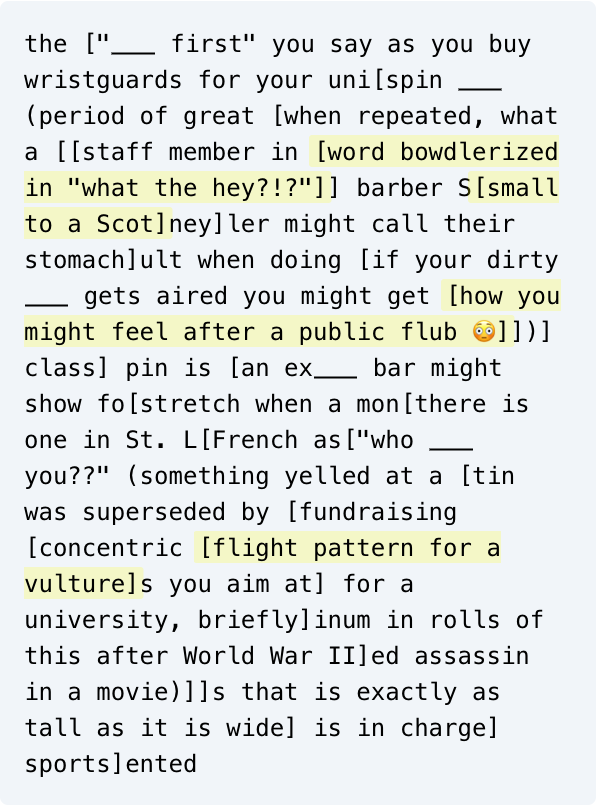 the ["___ first" you say as you buy
wristguards for your uni[spin ___
(period of great [when repeated, what
a [[staff member in [word bowdlerized
in "what the hey?!?"]] barber S[small
to a Scot]ney]ler might call their
stomach]ult when doing [if your dirty
___ gets aired you might get [how you
might feel after a public flub 😳]])]
class] pin is [an ex___ bar might
show fo[stretch when a mon[there is
one in St. L[French as["who ___
you??" (something yelled at a [tin
was superseded by [fundraising
[concentric [flight pattern for a
vulture]s you aim at] for a
university, briefly]inum in rolls of
this after World War II]ed assassin
in a movie)]]s that is exactly as
tall as it is wide] is in charge]
sports]ented